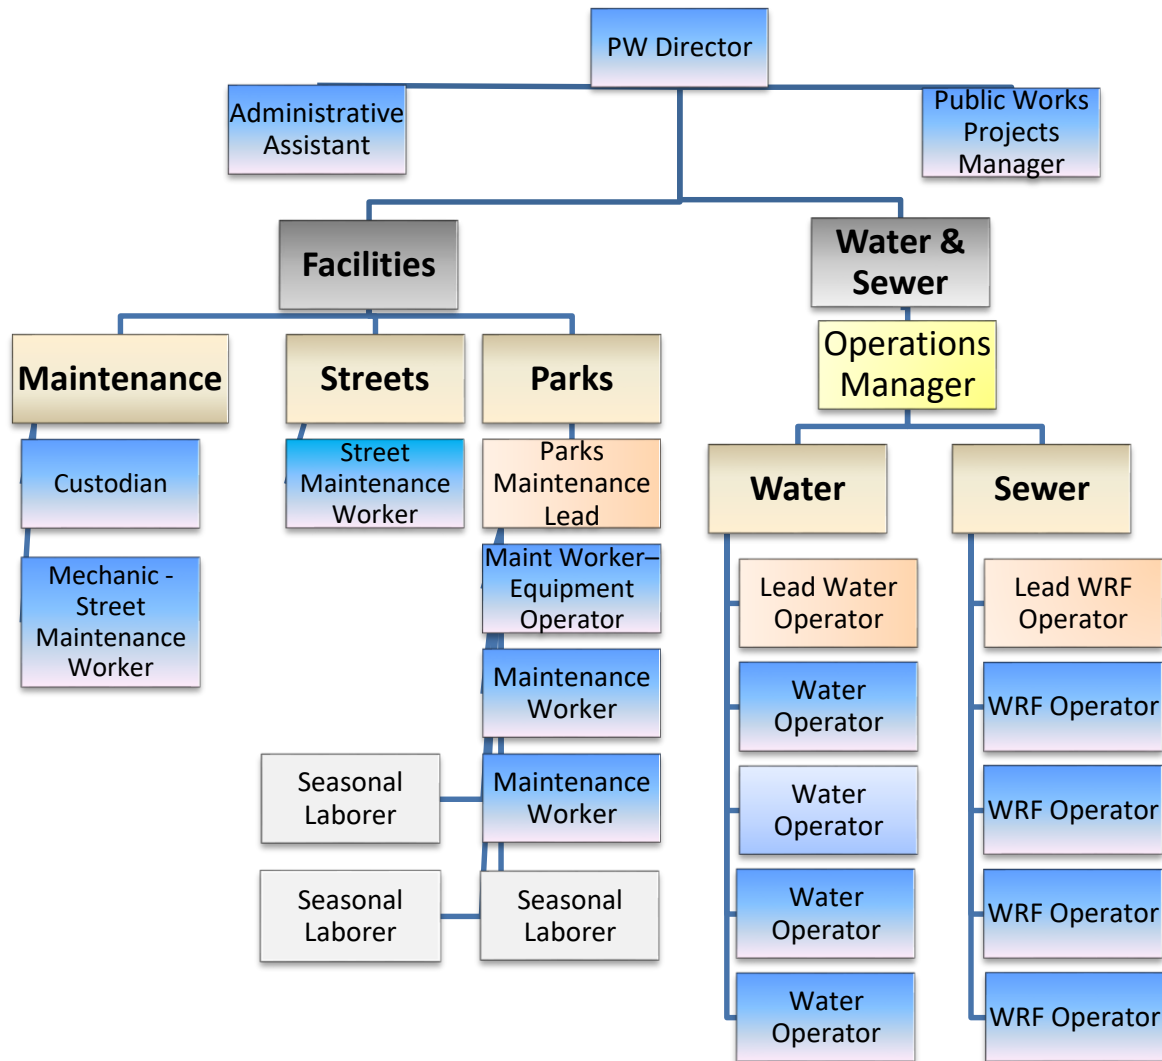 PW Director
Administrative
Assistant
Public Works
Projects
Manager
Facilities
Water &
Sewer
Maintenance
Streets
Parks
Operations
Manager
Custodian
Street
Maintenance
Worker
Parks
Maintenance
Lead
Mechanic -
Street
Maintenance
Worker
Maint Worker–
Equipment
Operator
Maintenance
Worker
Maintenance
Worker
Seasonal
Laborer
Seasonal
Laborer
Seasonal
Laborer
Water
Sewer
Lead Water
Operator
Water
Operator
Water
Operator
Water
Operator
Water
Operator
Lead WRF
Operator
WRF Operator
WRF Operator
WRF Operator
WRF Operator